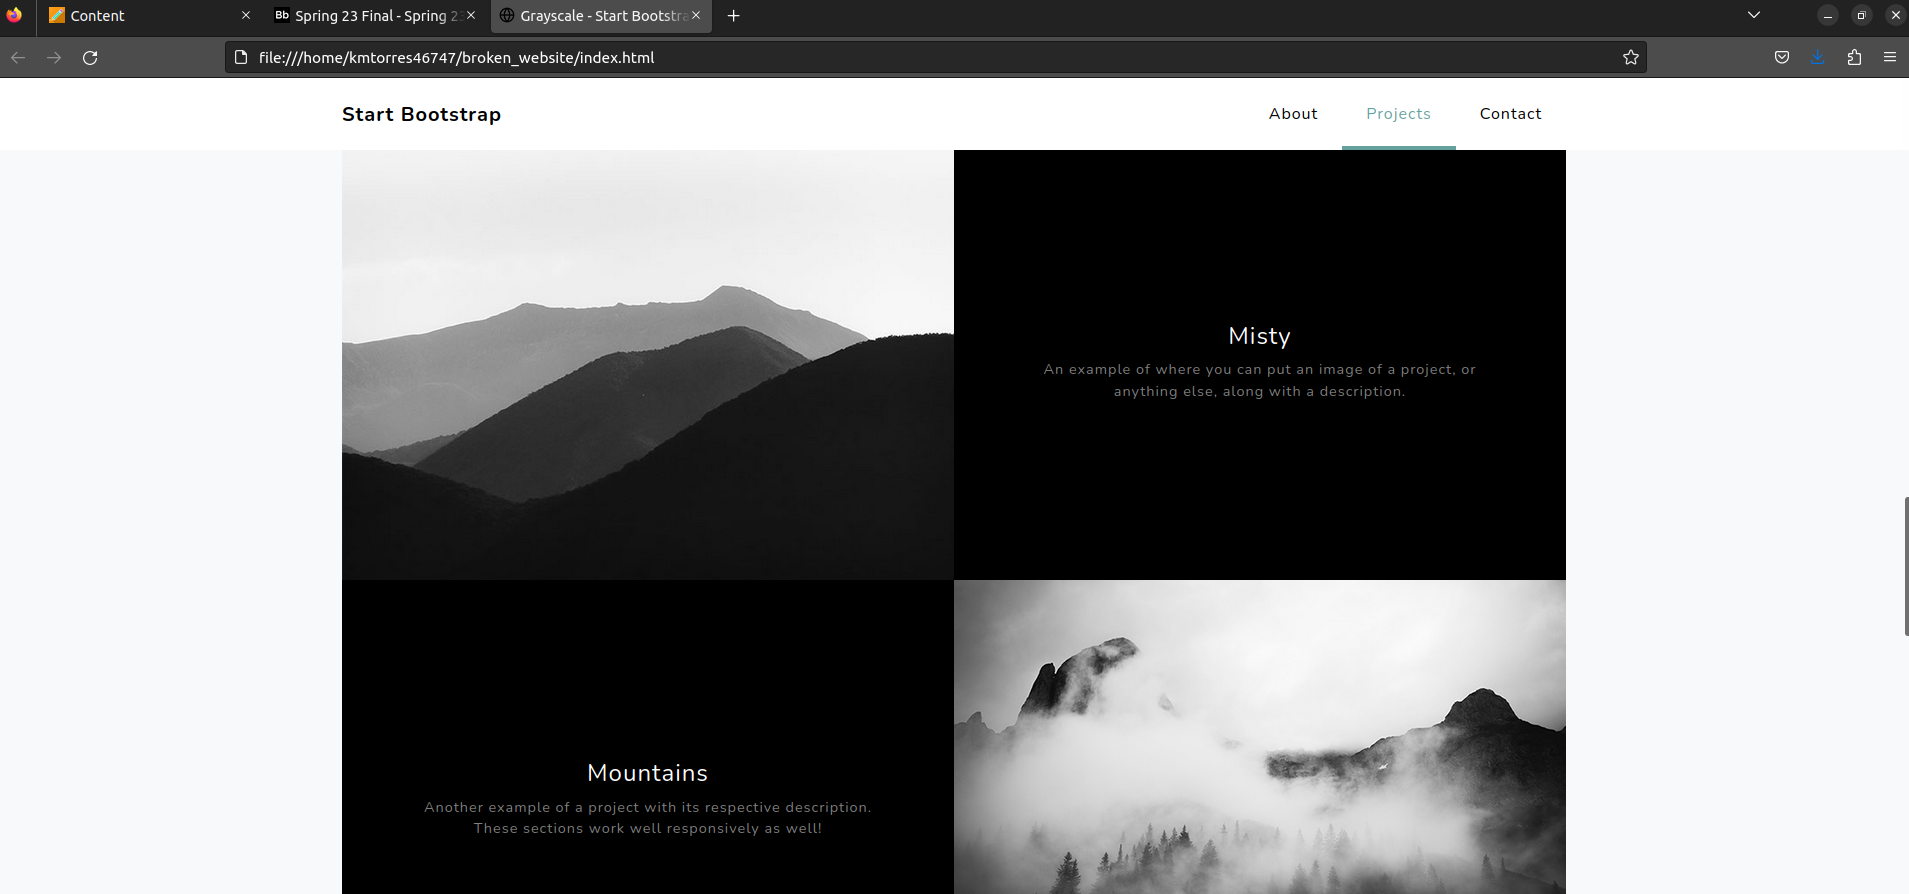 Content
Bb Spring 23 Final - Spring 23
Grayscale - Start Bootstra
file:///home/kmtorres46747/broken_website/index.html
Start Bootstrap
About Projects Contact
Misty
An example of where you can put an image of a project, or
anything else, along with a description.
Mountains
Another example of a project with its respective description.
These sections work well responsively as well!